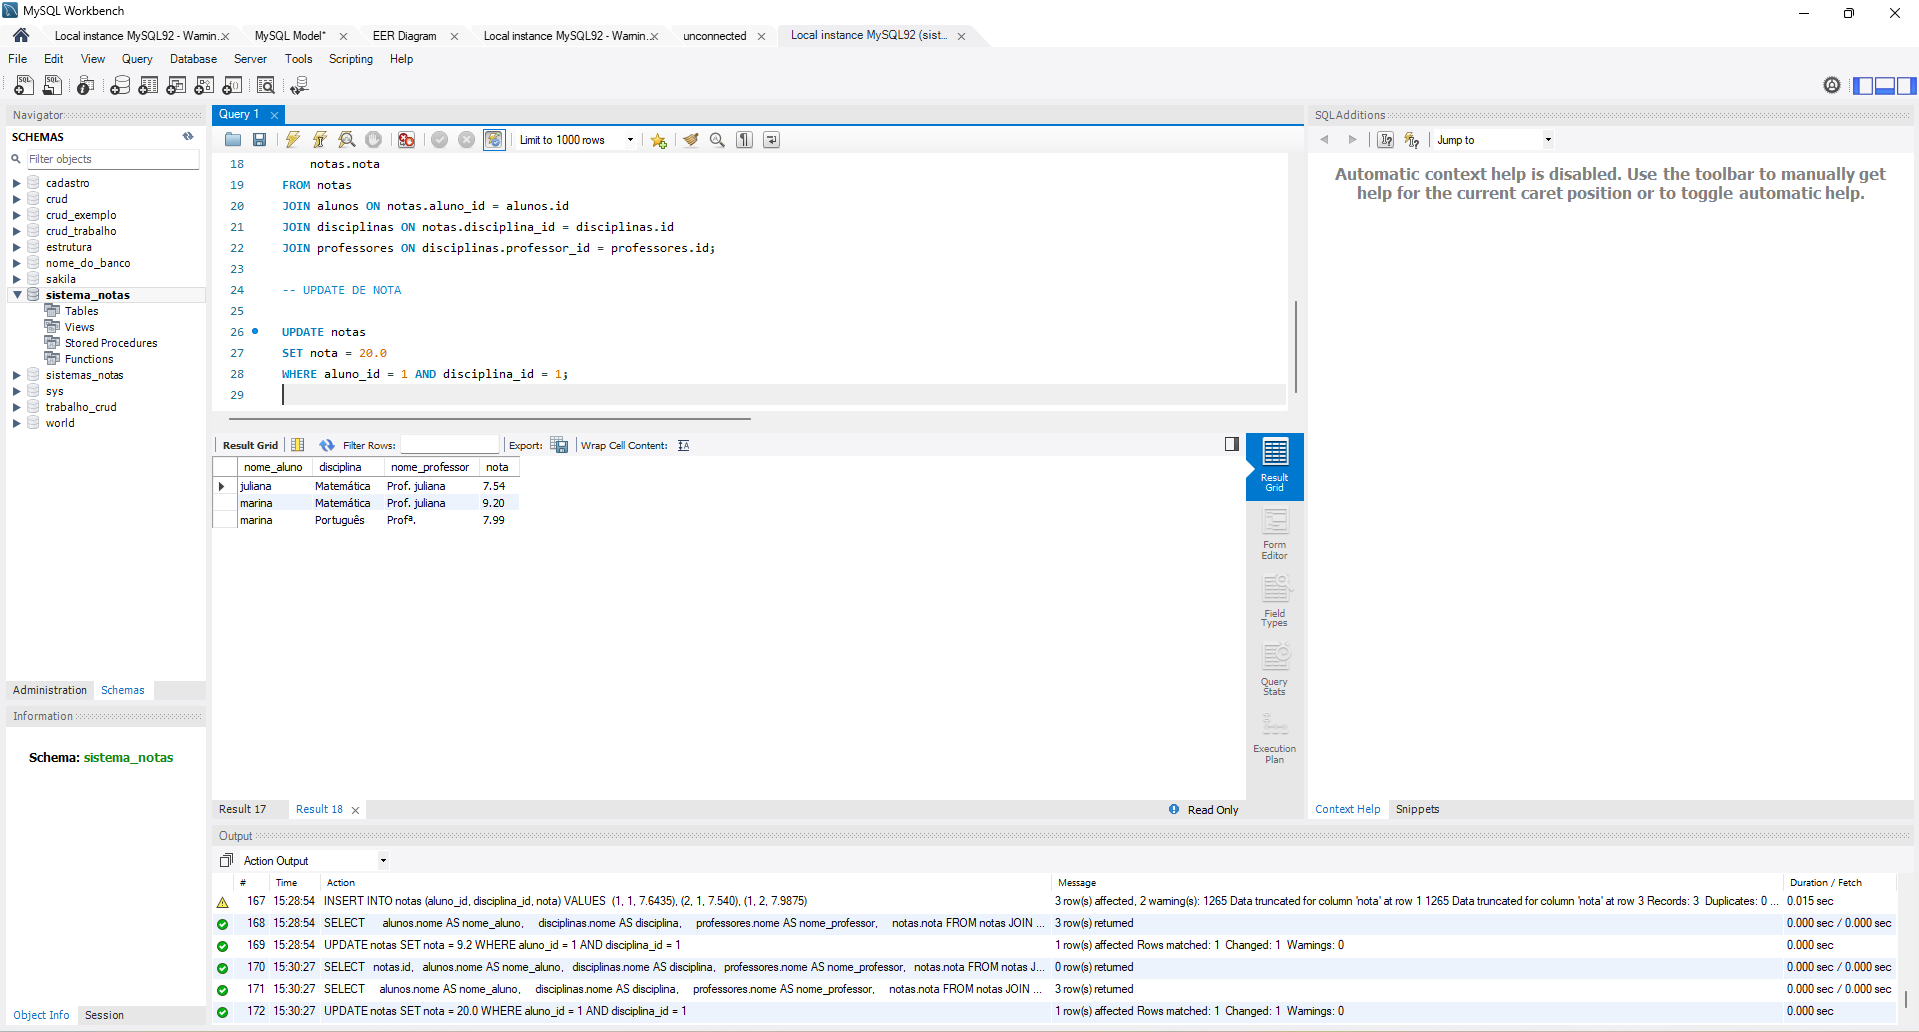 MySQL Workbench
Local instance MySQL92 - Warnin... MySQL Model* EER Diagram Local instance MySQL92 - Warnin... unconnected Local instance MySQL92 (sist...
File Edit View Query Database Server Tools Scripting Help
Navigator
SCHEMAS
Filter objects
cadastro
crud
crud_exemplo
crud_trabalho
estrutura
nome_do_banco
sakila
sistema_notas
Tables
Views
Stored Procedures
Functions
sistemas_notas
sys
trabalho_crud
world
Administration Schemas
Information
Schema: sistema_notas
Object Info Session
Query 1
Limit to 1000 rows
18 notas.nota
19 FROM notas
20 JOIN alunos ON notas.aluno_id = alunos.id
21 JOIN disciplinas ON notas.disciplina_id = disciplinas.id
22 JOIN professores ON disciplinas.professor_id = professores.id;
23
24 -- UPDATE DE NOTA
25
26 UPDATE notas
27 SET nota = 20.0
28 WHERE aluno_id = 1 AND disciplina_id = 1;
29
Result Grid Filter Rows: Export: Wrap Cell Content:
nome_aluno disciplina nome_professor nota
juliana Matemática Prof. juliana 7.54
marina Matemática Prof. juliana 9.20
marina Português Profª. 7.99
Result Grid
Form Editor
Field Types
Query Stats
Execution Plan
Result 17 Result 18 Read Only
SQLAdditions
Jump to
Automatic context help is disabled. Use the toolbar to manually get
help for the current caret position or to toggle automatic help.
Context Help Snippets
Output
Action Output
# Time Action Message Duration / Fetch
167 15:28:54 INSERT INTO notas (aluno_id, disciplina_id, nota) VALUES (1, 1, 7.6435), (2, 1, 7.540), (1, 2, 7.9875) 3 row(s) affected, 2 warning(s): 1265 Data truncated for column 'nota' at row 1 1265 Data truncated for column 'nota' at row 3 Records: 3 Duplicates: 0 ... 0.015 sec
168 15:28:54 SELECT alunos.nome AS nome_aluno, disciplinas.nome AS disciplina, professores.nome AS nome_professor, notas.nota FROM notas JOIN ... 3 row(s) returned 0.000 sec / 0.000 sec
169 15:28:54 UPDATE notas SET nota = 9.2 WHERE aluno_id = 1 AND disciplina_id = 1 1 row(s) affected Rows matched: 1 Changed: 1 Warnings: 0 0.000 sec
170 15:30:27 SELECT notas.id, alunos.nome AS nome_aluno, disciplinas.nome AS disciplina, professores.nome AS nome_professor, notas.nota FROM notas J... 0 row(s) returned 0.000 sec / 0.000 sec
171 15:30:27 SELECT alunos.nome AS nome_aluno, disciplinas.nome AS disciplina, professores.nome AS nome_professor, notas.nota FROM notas JOIN ... 3 row(s) returned 0.000 sec / 0.000 sec
172 15:30:27 UPDATE notas SET nota = 20.0 WHERE aluno_id = 1 AND disciplina_id = 1 1 row(s) affected Rows matched: 1 Changed: 1 Warnings: 0 0.000 sec